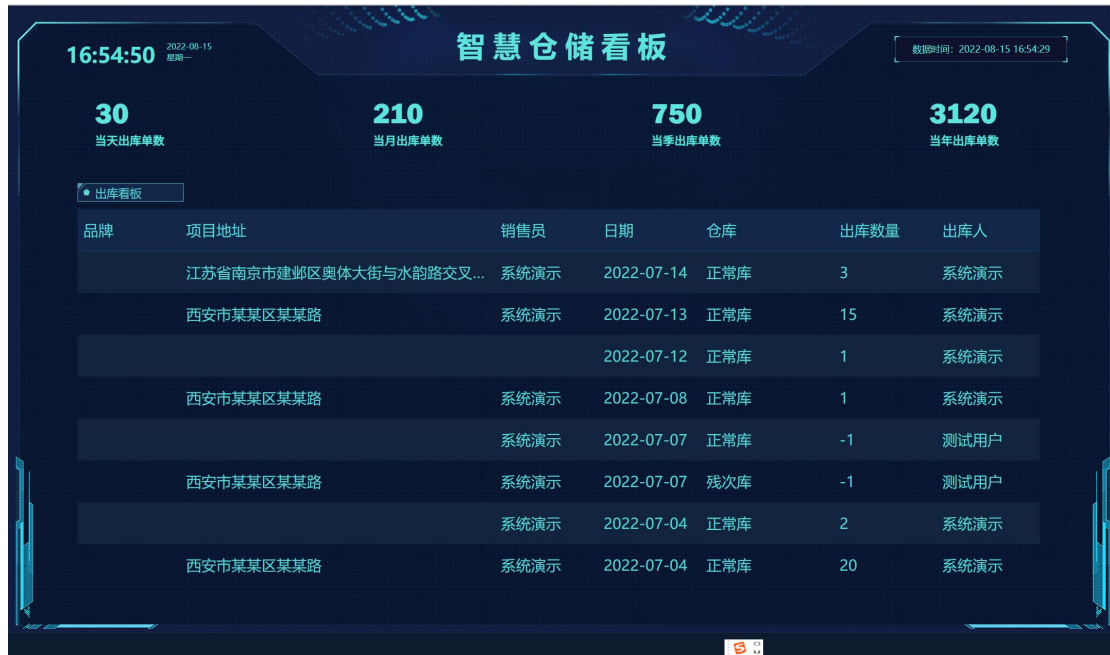 智慧仓储看板
16:54:50
2022-08-15
星期一
数据时间：2022-08-15 16:54:29
30 210 750 3120
当天出库单数 当月出库单数 当季出库单数 当年出库单数
出库看板
品牌 项目地址 销售员 日期 仓库 出库数量 出库人
江苏省南京市建邺区奥体大街与水韵路交叉... 系统演示 2022-07-14 正常库 3 系统演示
西安市某某区某某路 系统演示 2022-07-13 正常库 15 系统演示
2022-07-12 正常库 1 系统演示
西安市某某区某某路 系统演示 2022-07-08 正常库 1 系统演示
系统演示 2022-07-07 正常库 -1 测试用户
西安市某某区某某路 系统演示 2022-07-07 残次库 -1 测试用户
系统演示 2022-07-04 正常库 2 系统演示
西安市某某区某某路 系统演示 2022-07-04 正常库 20 系统演示